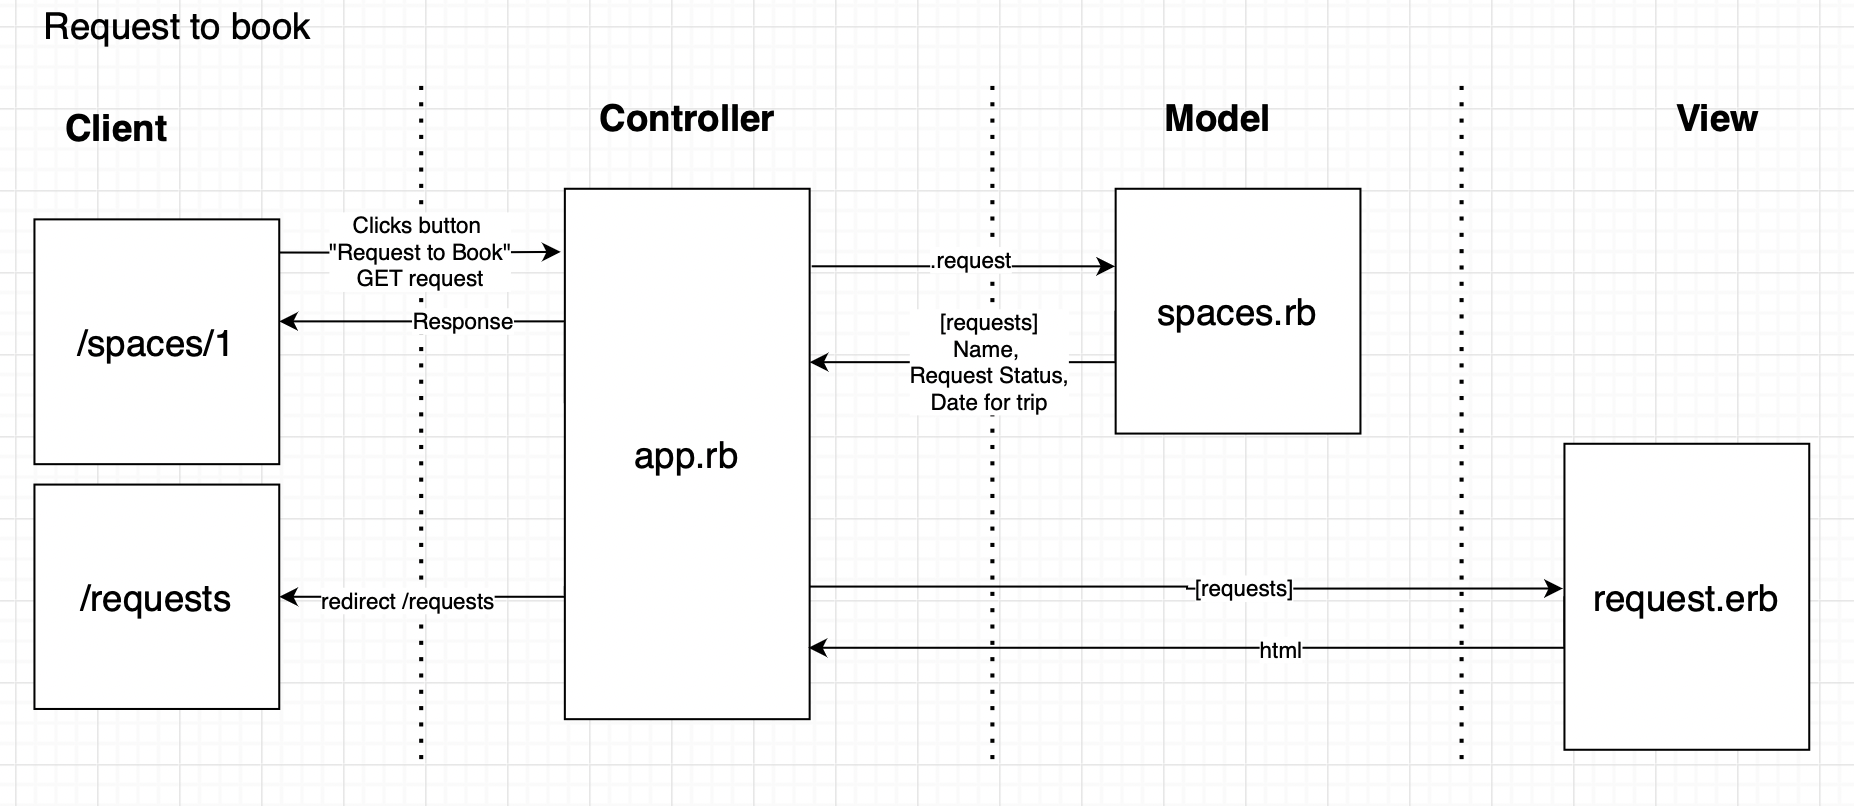 Request to book
Client
Controller
Model
View
Clicks button
"Request to Book"
GET request
Response
/spaces/1
.request
[requests]
Name,
Request Status,
Date for trip
spaces.rb
app.rb
/requests
redirect /requests
[requests]
html
request.erb